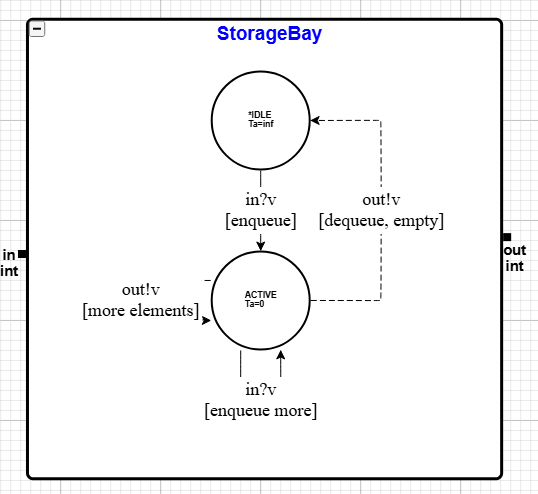 StorageBay
*IDLE
Ta=inf
in?v
[enqueue]
out!v
[dequeue, empty]
in
int
out
int
ACTIVE
Ta=0
out!v
[more elements]
in?v
[enqueue more]